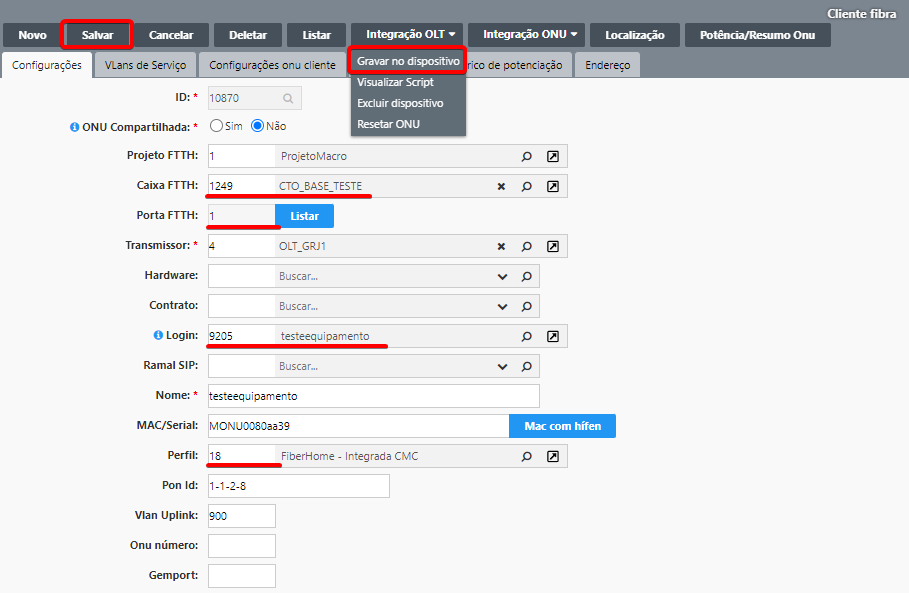 Cliente fibra
Novo Salvar Cancelar Deletar Listar Integração OLT Integração ONU Localização Potência/Resumo Onu
Configurações VLans de Serviço Configurações onu cliente rico de potenciação Endereço
Gravar no dispositivo
Visualizar Script
Excluir dispositivo
Resetar ONU
ID: * 10870
ONU Compartilhada: * Sim Não
Projeto FTTH: 1 ProjetoMacro
Caixa FTTH: 1249 CTO_BASE_TESTE
Porta FTTH: 1 Listar
Transmissor: * 4 OLT_GRJ1
Hardware: Buscar...
Contrato: Buscar...
Login: 9205 testeequipamento
Ramal SIP: Buscar...
Nome: * testeequipamento
MAC/Serial: MONU0080aa39 Mac com hífen
Perfil: 18 FiberHome - Integrada CMC
Pon Id: 1-1-2-8
Vlan Uplink: 900
Onu número:
Gemport: